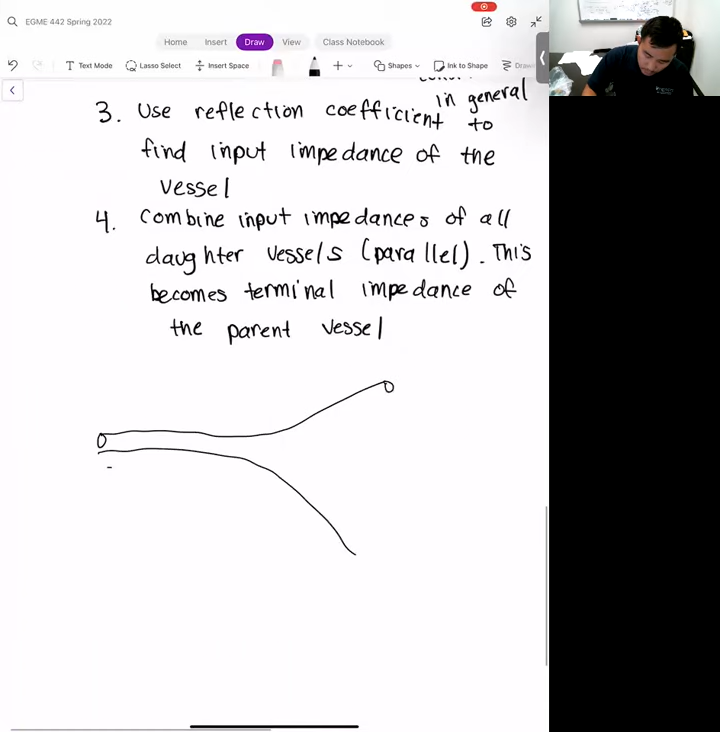 EGME 442 Spring 2022
Home Insert Draw View Class Notebook
Text Mode Lasso Select Insert Space Shapes Ink to Shape Draw
in general
3. Use reflection coefficient to
find input impedance of the
vessel
4. Combine input impedances of all
daughter vessels (parallel). This
becomes terminal impedance of
the parent vessel